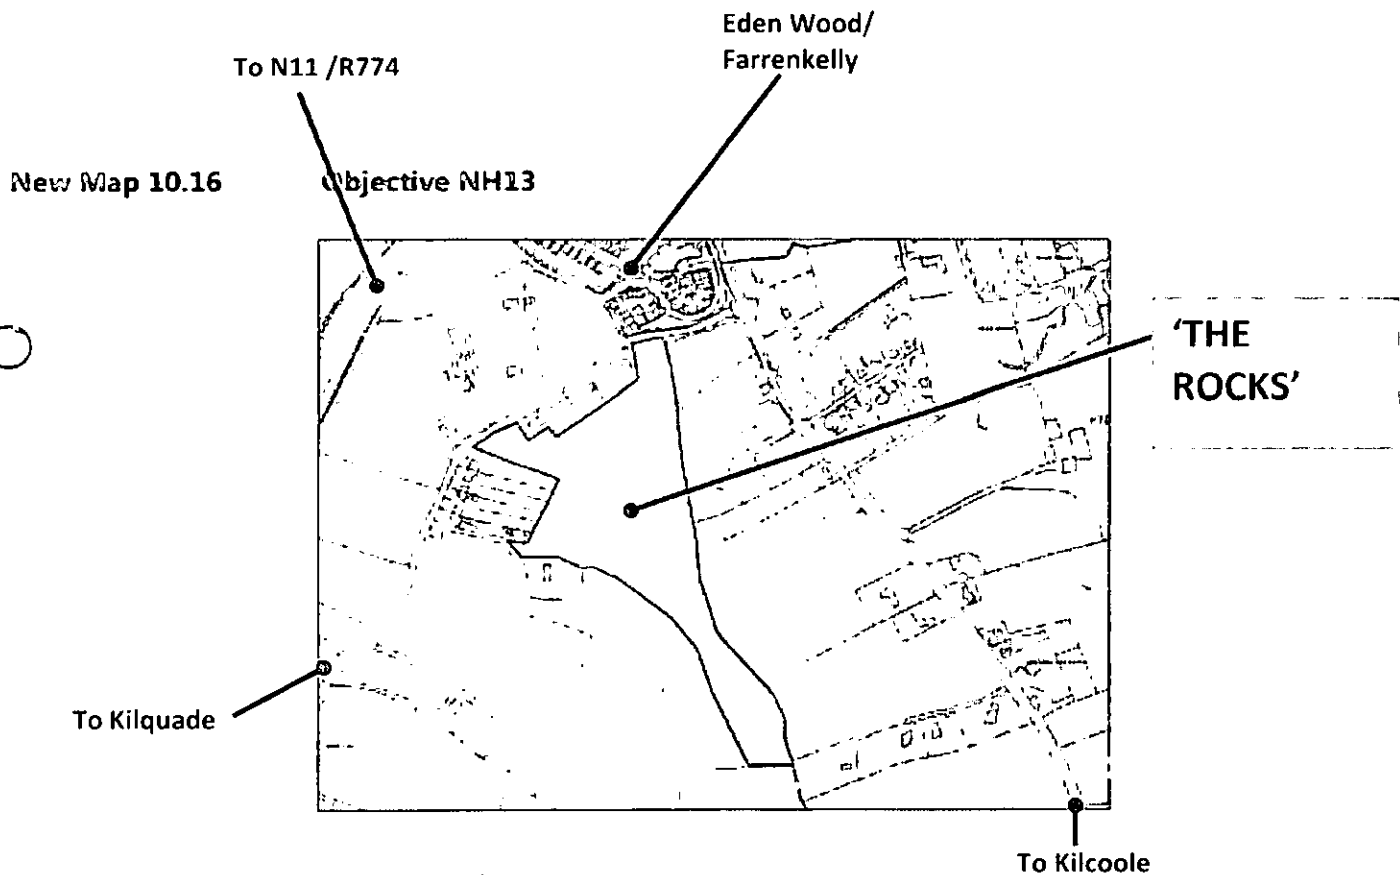 Eden Wood/
Farrenkelly
To N11 /R774
New Map 10.16 Objective NH13
'THE
ROCKS'
To Kilquade
To Kilcoole